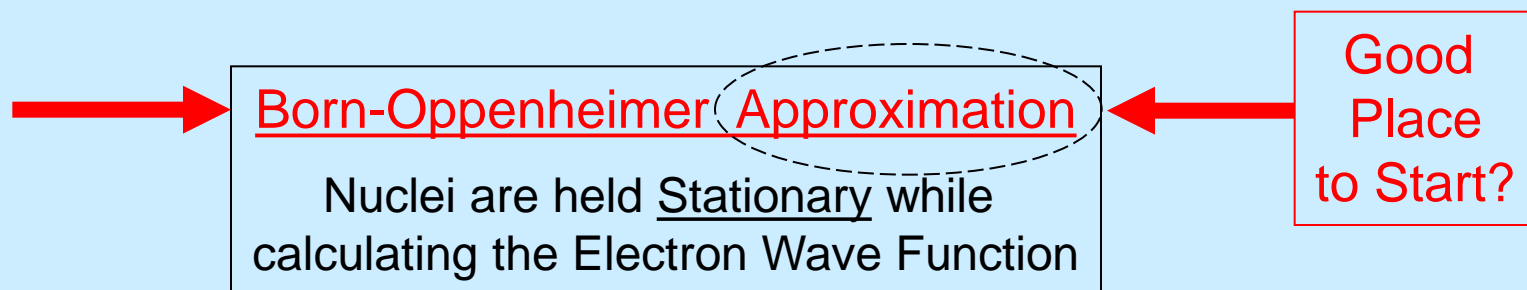 Born-Oppenheimer Approximation
Nuclei are held Stationary while
calculating the Electron Wave Function
Good
Place
to Start?